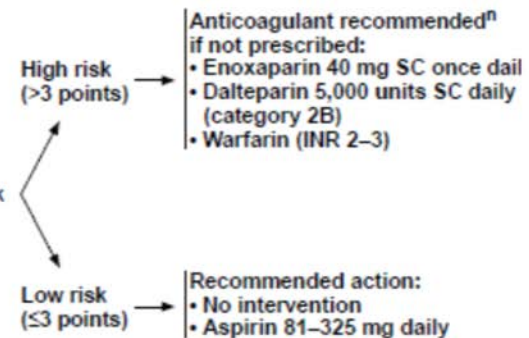 Anticoagulant recommendedⁿ
if not prescribed:
• Enoxaparin 40 mg SC once dail
• Dalteparin 5,000 units SC daily
(category 2B)
• Warfarin (INR 2–3)
High risk
(>3 points)
Low risk
(≤3 points)
Recommended action:
• No intervention
• Aspirin 81–325 mg daily